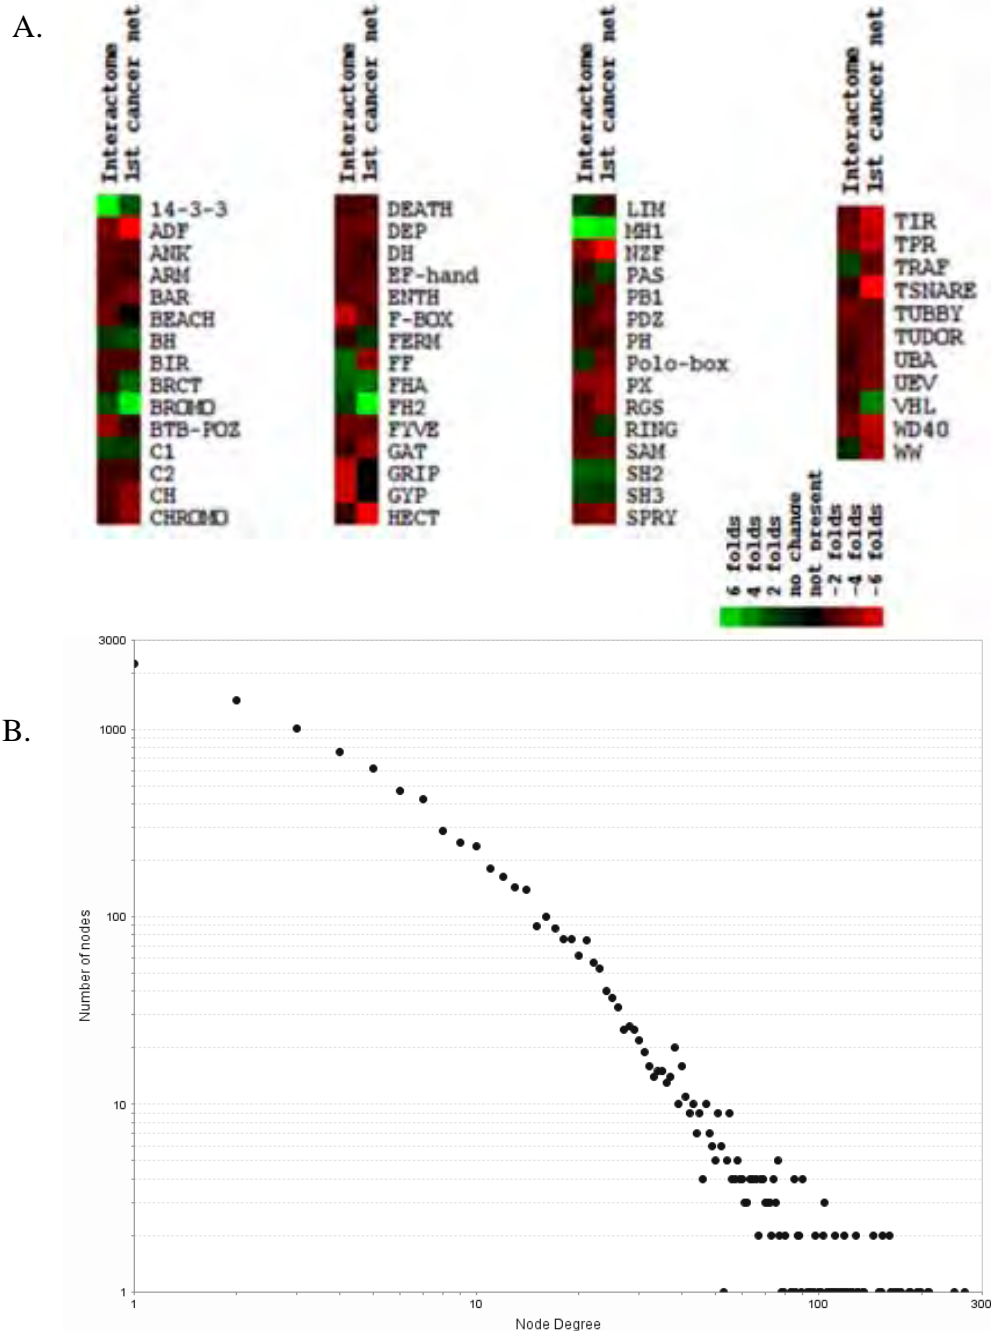 A.
Interactome
1st cancer net
Interactome
1st cancer net
Interactome
1st cancer net
Interactome
1st cancer net
14-3-3
ADF
ANK
ARM
BAR
BEACH
BH
BIR
BRCT
BROMO
BTB-POZ
C1
C2
CH
CHROMO
DEATH
DEP
DH
EF-hand
ENTH
F-BOX
FERM
FF
FHA
FH2
FYVE
GAT
GRIP
GYP
HECT
LIM
MH1
NZF
PAS
PB1
PDZ
PH
Polo-box
PX
RGS
RING
SAM
SH2
SH3
SPRY
TIR
TPR
TRAF
TSNARE
TUBBY
TUDOR
UBA
UEV
VHL
WD40
WW
6 folds
4 folds
2 folds
no change
not present
-2 folds
-4 folds
-6 folds
B.
3000
1000
100
10
1
Number of nodes
1
10
100
300
Node Degree